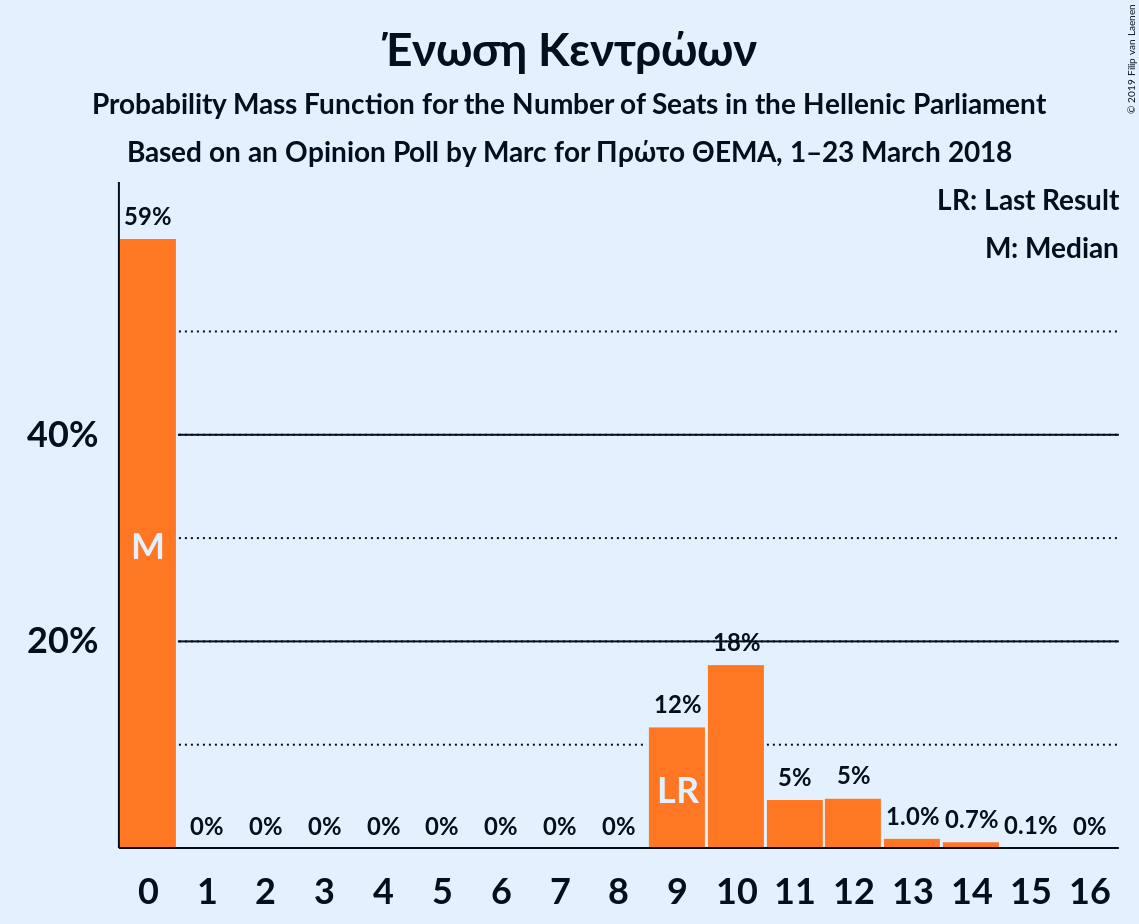 Ένωση Κεντρώων
Probability Mass Function for the Number of Seats in the Hellenic Parliament
Based on an Opinion Poll by Marc for Πρώτο ΘΕΜΑ, 1–23 March 2018
© 2019 Filip van Laenen
LR: Last Result
M: Median
59%
40%
M
20%
18%
12%
LR
5%
5%
0% 0% 0% 0% 0% 0% 0% 0% 1.0% 0.7% 0.1% 0%
0 1 2 3 4 5 6 7 8 9 10 11 12 13 14 15 16